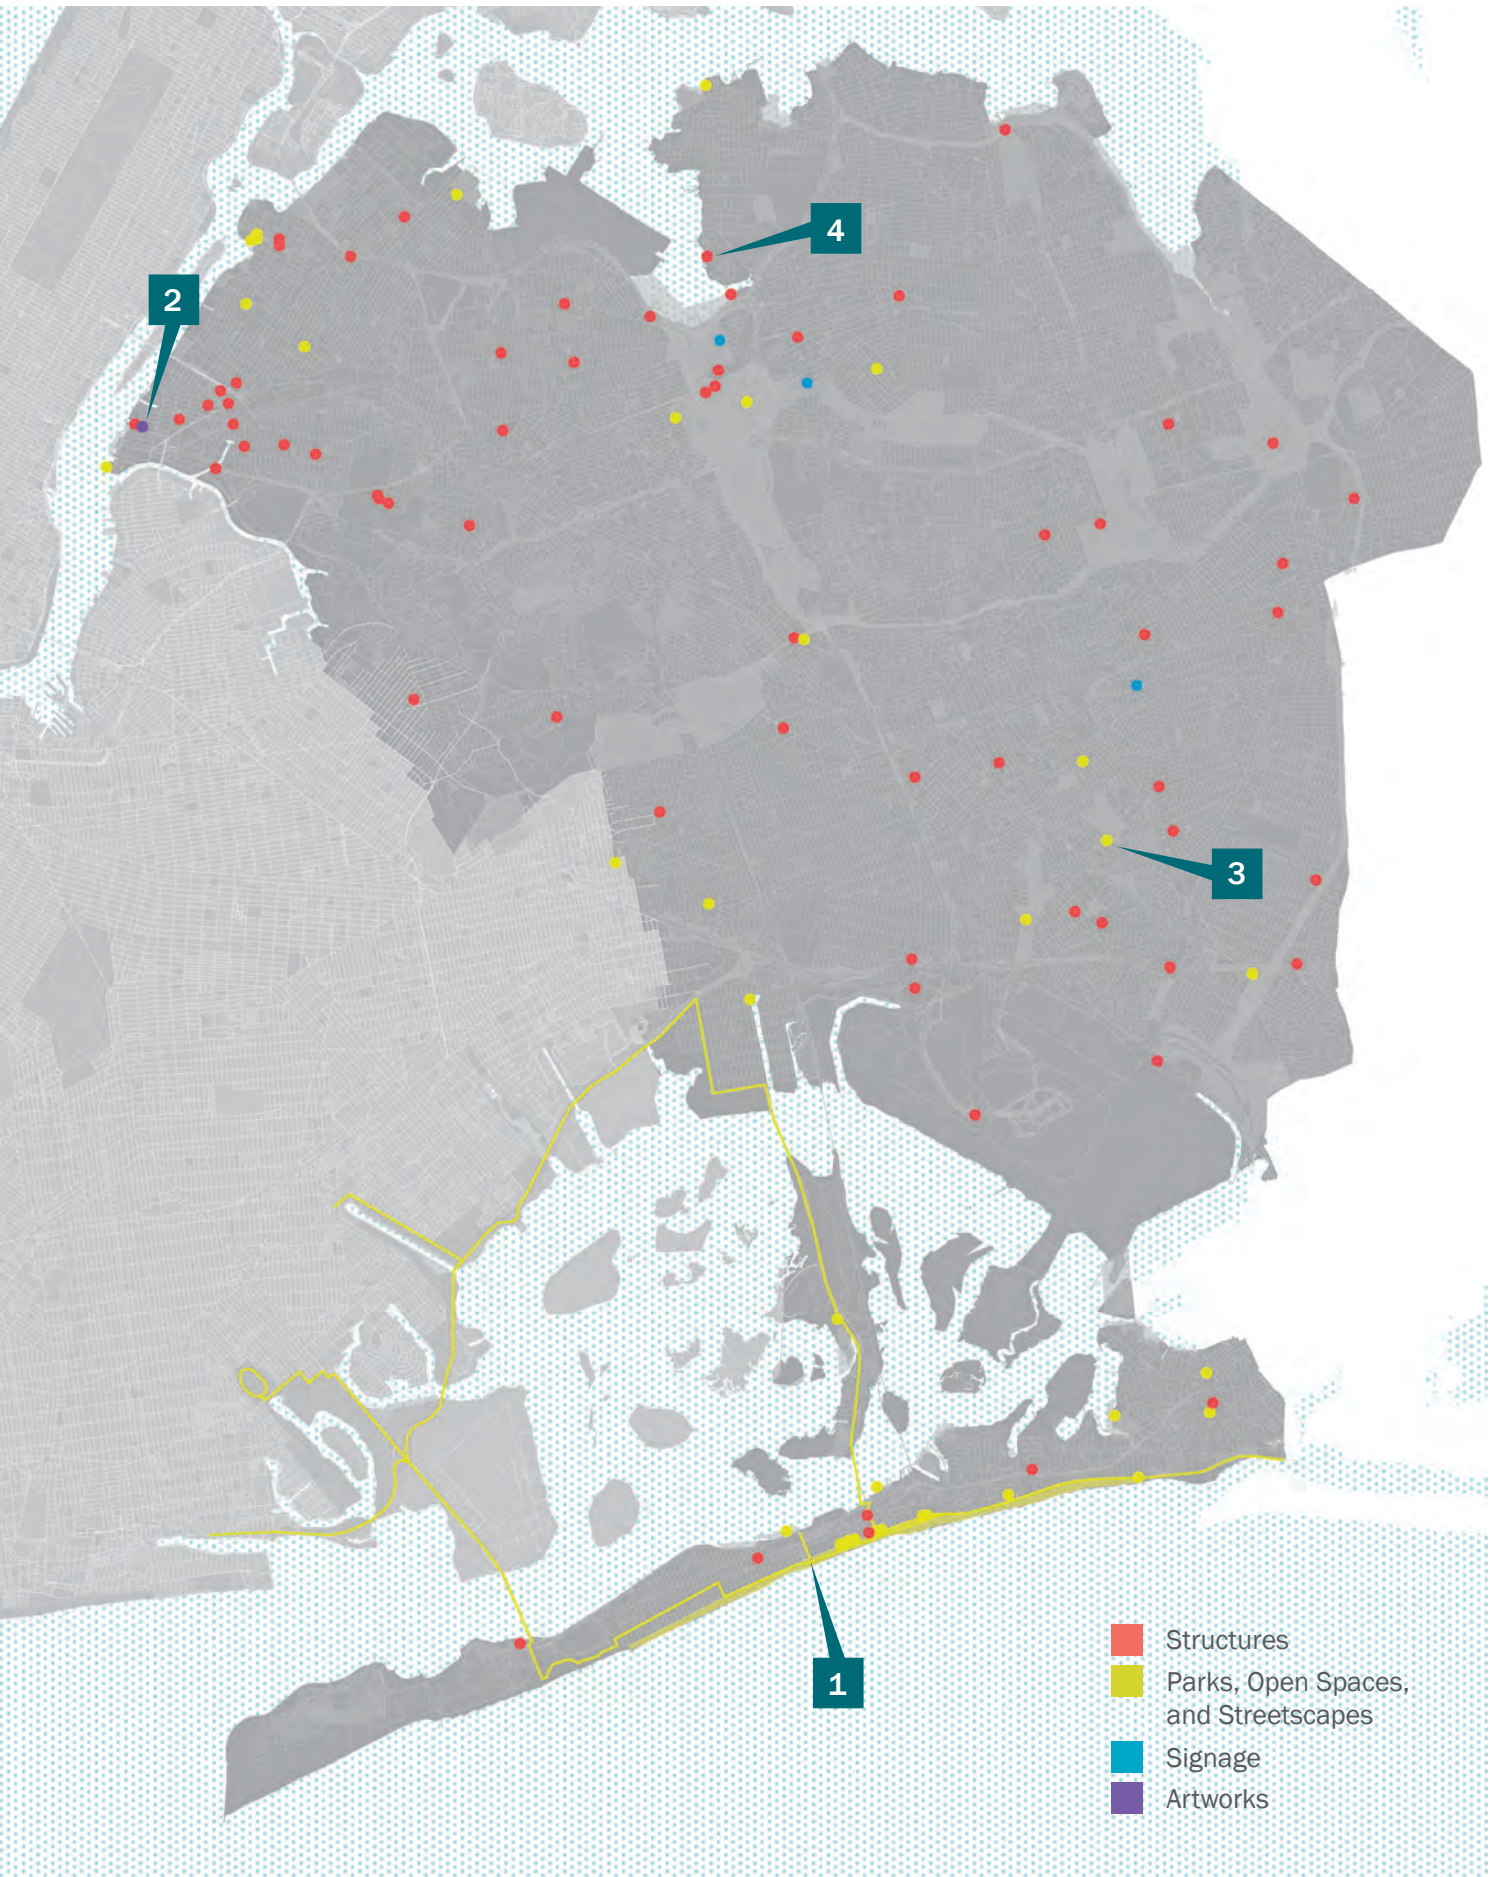 4
2
3
1
Structures
Parks, Open Spaces,
and Streetscapes
Signage
Artworks